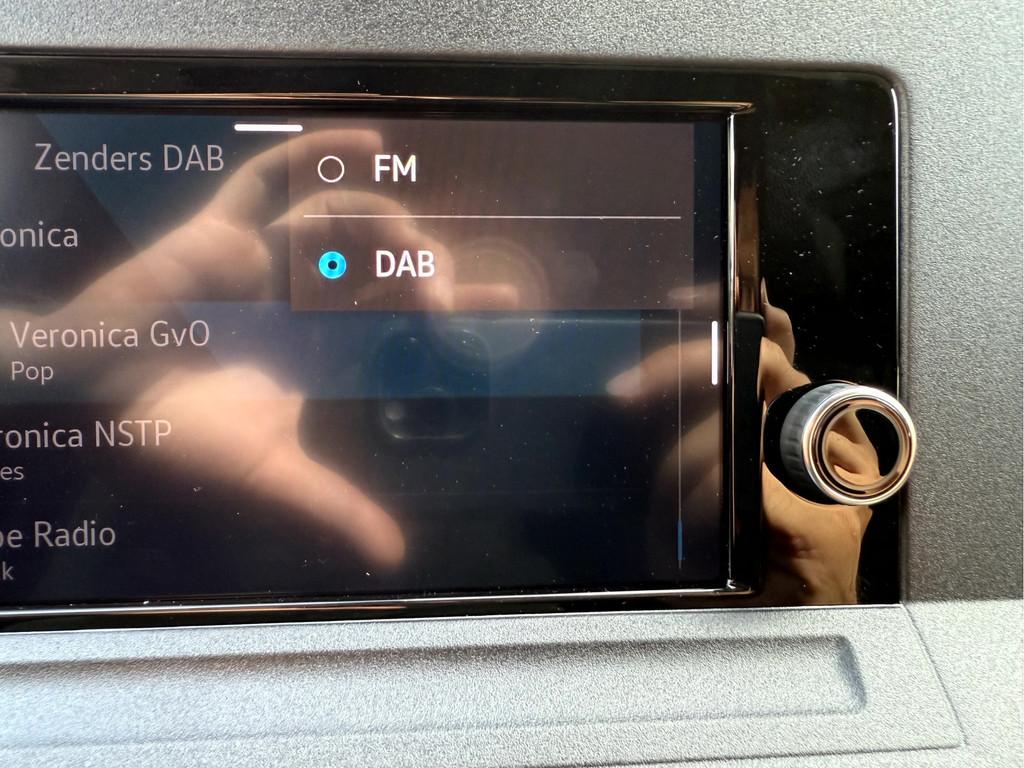 Zenders DAB
FM
onica
DAB
Veronica GvO
Pop
ronica NSTP
es
be Radio
k